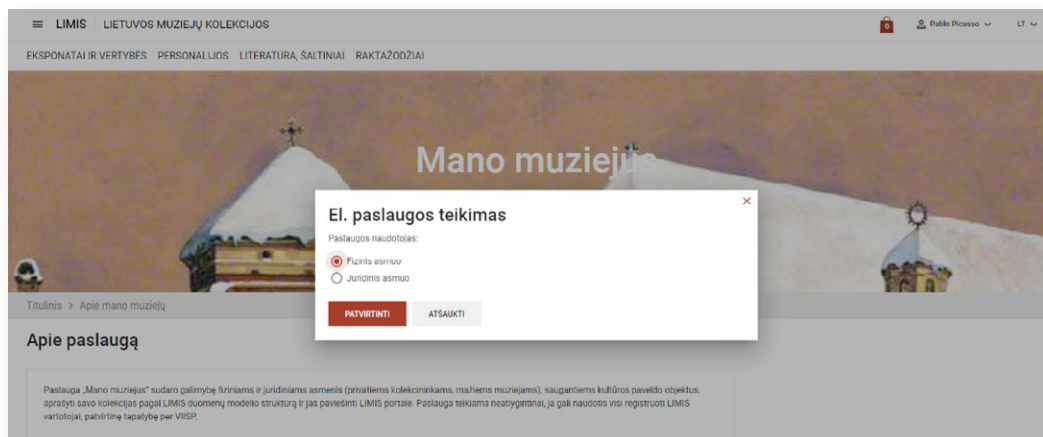 LIMIS LIETUVOS MUZIEJŲ KOLEKCIJOS 0 Pablo Picasso LT
EKSPONATAI IR VERTYBĖS PERSONALIJOS LITERATŪRA, ŠALTINIAI RAKTAŽODŽIAI
Mano muziejus
El. paslaugos teikimas
Paslaugos naudotojas:
Fizinis asmuo
Juridinis asmuo
PATVIRTINTI ATŠAUKTI
Titulinis > Apie mano muziejų
Apie paslaugą
Paslauga „Mano muziejus" sudaro galimybę fiziniams ir juridiniams asmenis (privatiems kolekcininkams, mažiems muziejams), saugantiems kultūros paveldo objektus,
aprašyti savo kolekcijas pagal LIMIS duomenų modelio struktūrą ir jas paviešinti LIMIS portale. Paslauga teikiama neatlygintinai, ja gali naudotis visi registruoti LIMIS
vartotojai, patvirtinę tapatybę per VIISP.